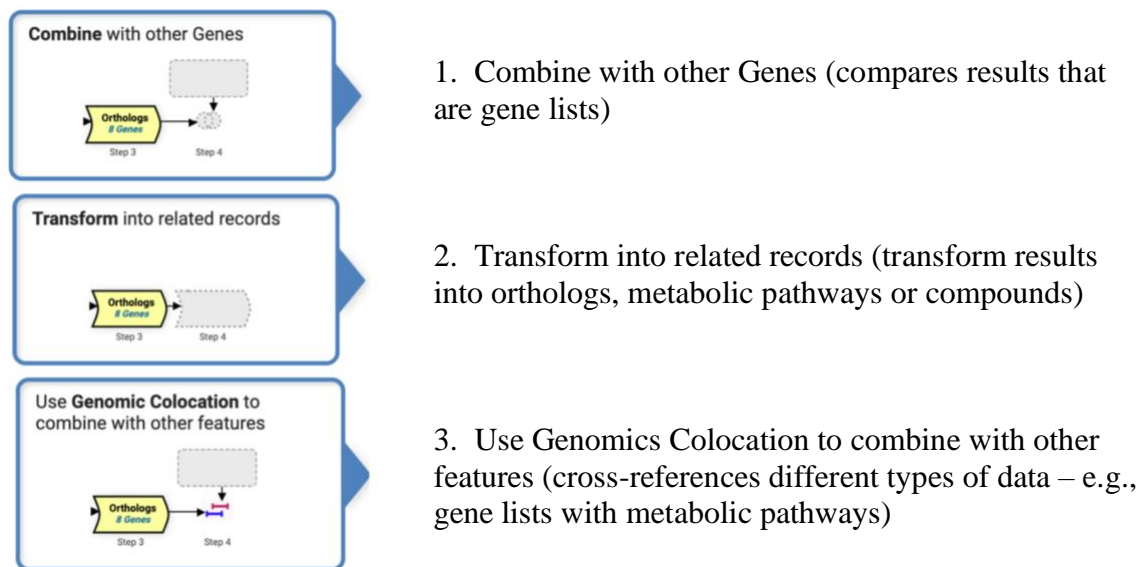 Combine with other Genes
Orthologs
8 Genes
Step 3
Step 4
1. Combine with other Genes (compares results that
are gene lists)
Transform into related records
Orthologs
8 Genes
Step 3
Step 4
2. Transform into related records (transform results
into orthologs, metabolic pathways or compounds)
Use Genomic Colocation to
combine with other features
Orthologs
8 Genes
Step 3
Step 4
3. Use Genomics Colocation to combine with other
features (cross-references different types of data – e.g.,
gene lists with metabolic pathways)